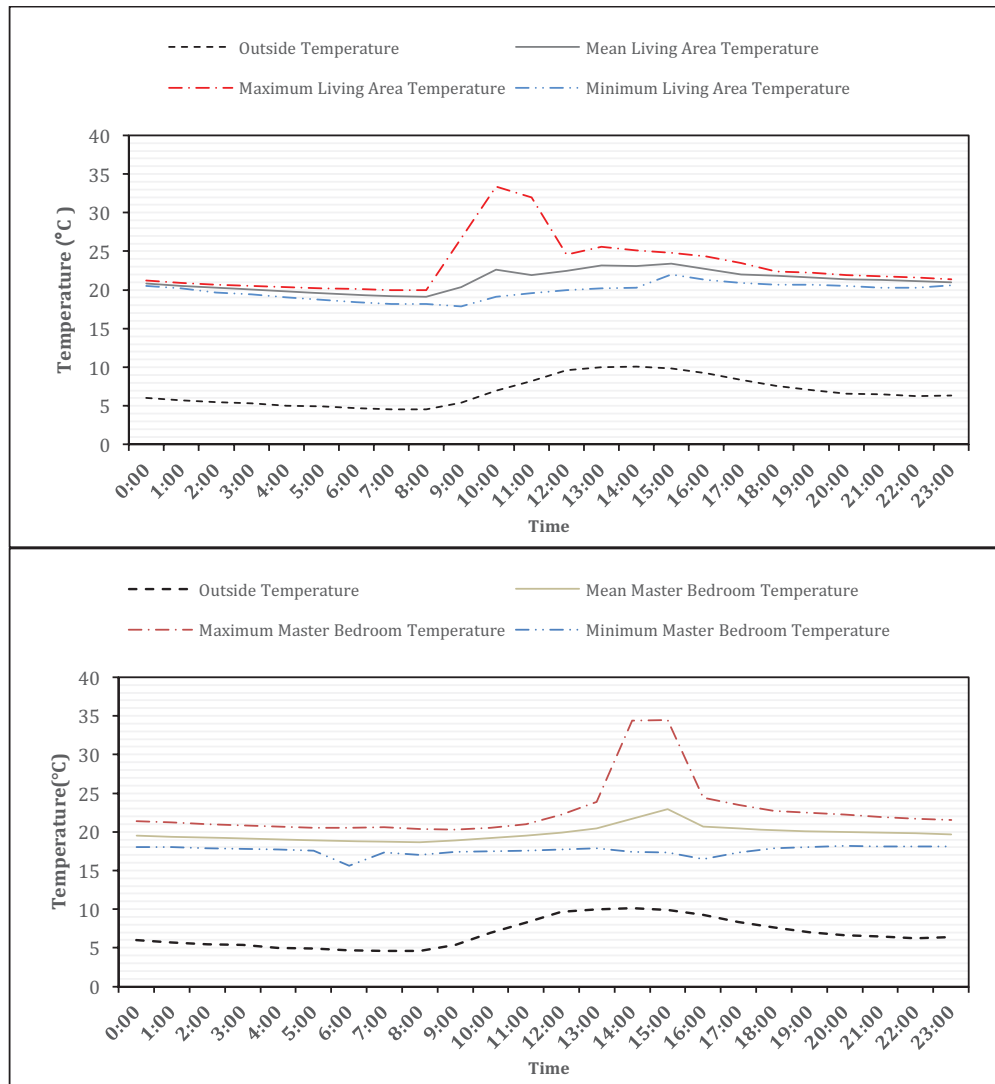 Outside Temperature Mean Living Area Temperature
Maximum Living Area Temperature Minimum Living Area Temperature
40
35
30
25
20
15
10
5
0
Temperature (°C )
0:00 1:00 2:00 3:00 4:00 5:00 6:00 7:00 8:00 9:00 10:00 11:00 12:00 13:00 14:00 15:00 16:00 17:00 18:00 19:00 20:00 21:00 22:00 23:00
Time
Outside Temperature Mean Master Bedroom Temperature
Maximum Master Bedroom Temperature Minimum Master Bedroom Temperature
40
35
30
25
20
15
10
5
0
Temperature(°C)
0:00 1:00 2:00 3:00 4:00 5:00 6:00 7:00 8:00 9:00 10:00 11:00 12:00 13:00 14:00 15:00 16:00 17:00 18:00 19:00 20:00 21:00 22:00 23:00
Time